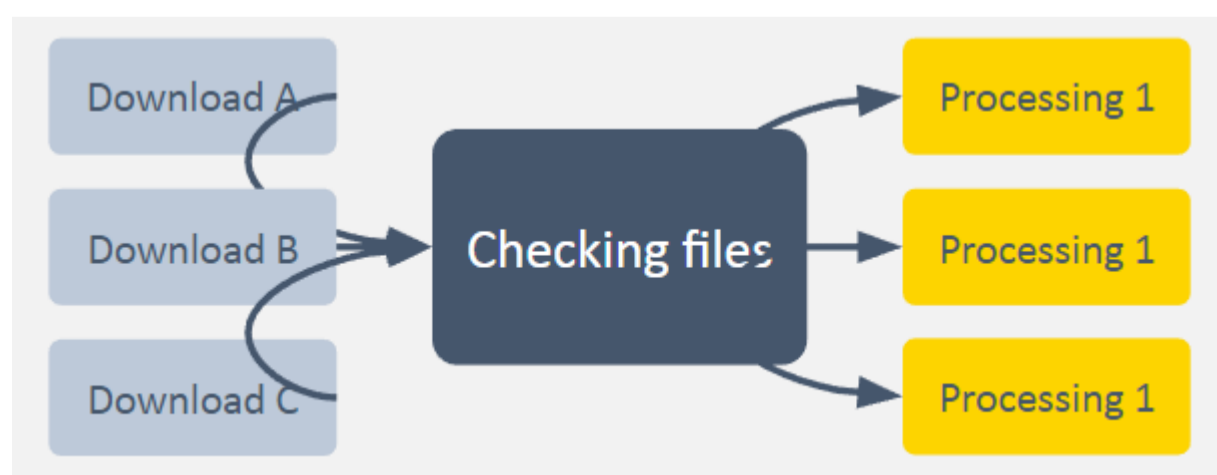 Download A
Download B
Download C
Checking files
Processing 1
Processing 1
Processing 1